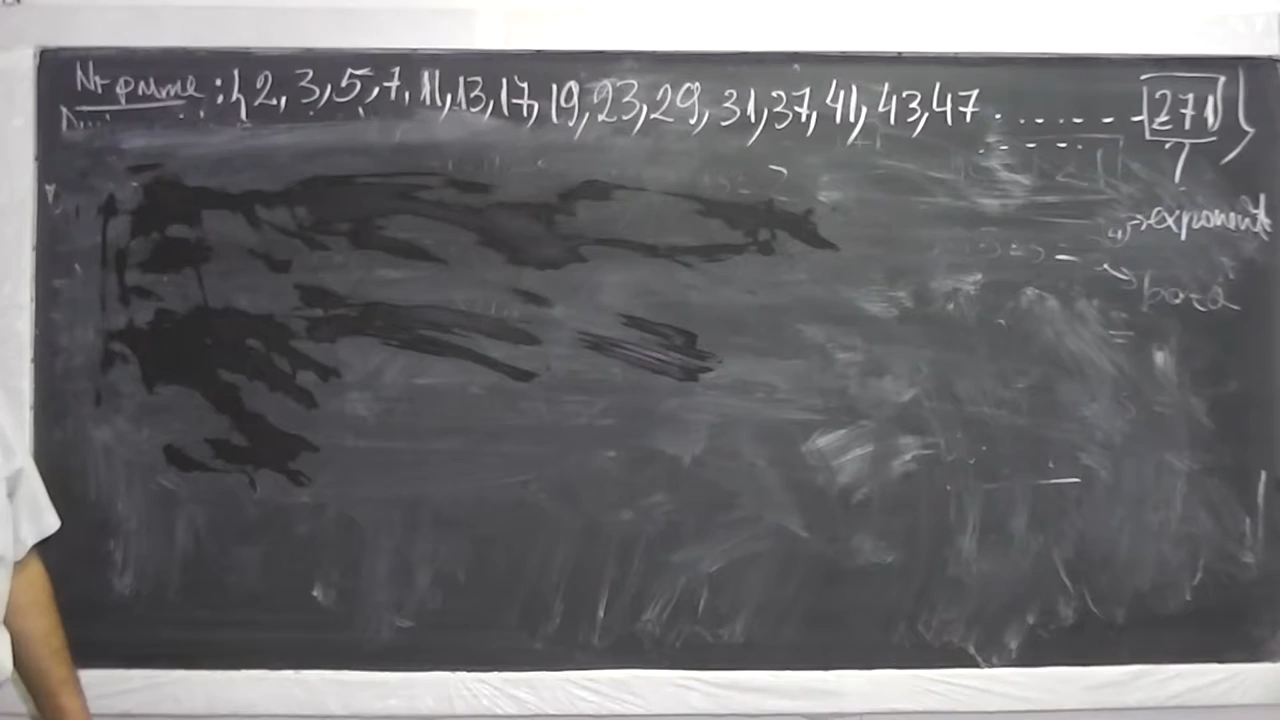 Nr prime : { 2, 3, 5, 7, 11, 13, 17, 19, 23, 29, 31, 37, 41, 43, 47 ........ 271 }
?
exponent
bază